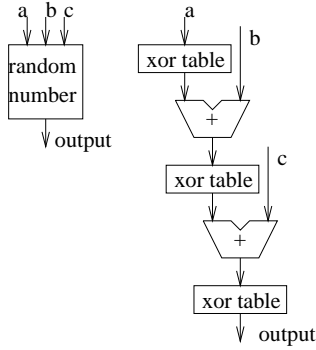 a b c
random
number
output
a
xor table
b
+
xor table
c
+
xor table
output